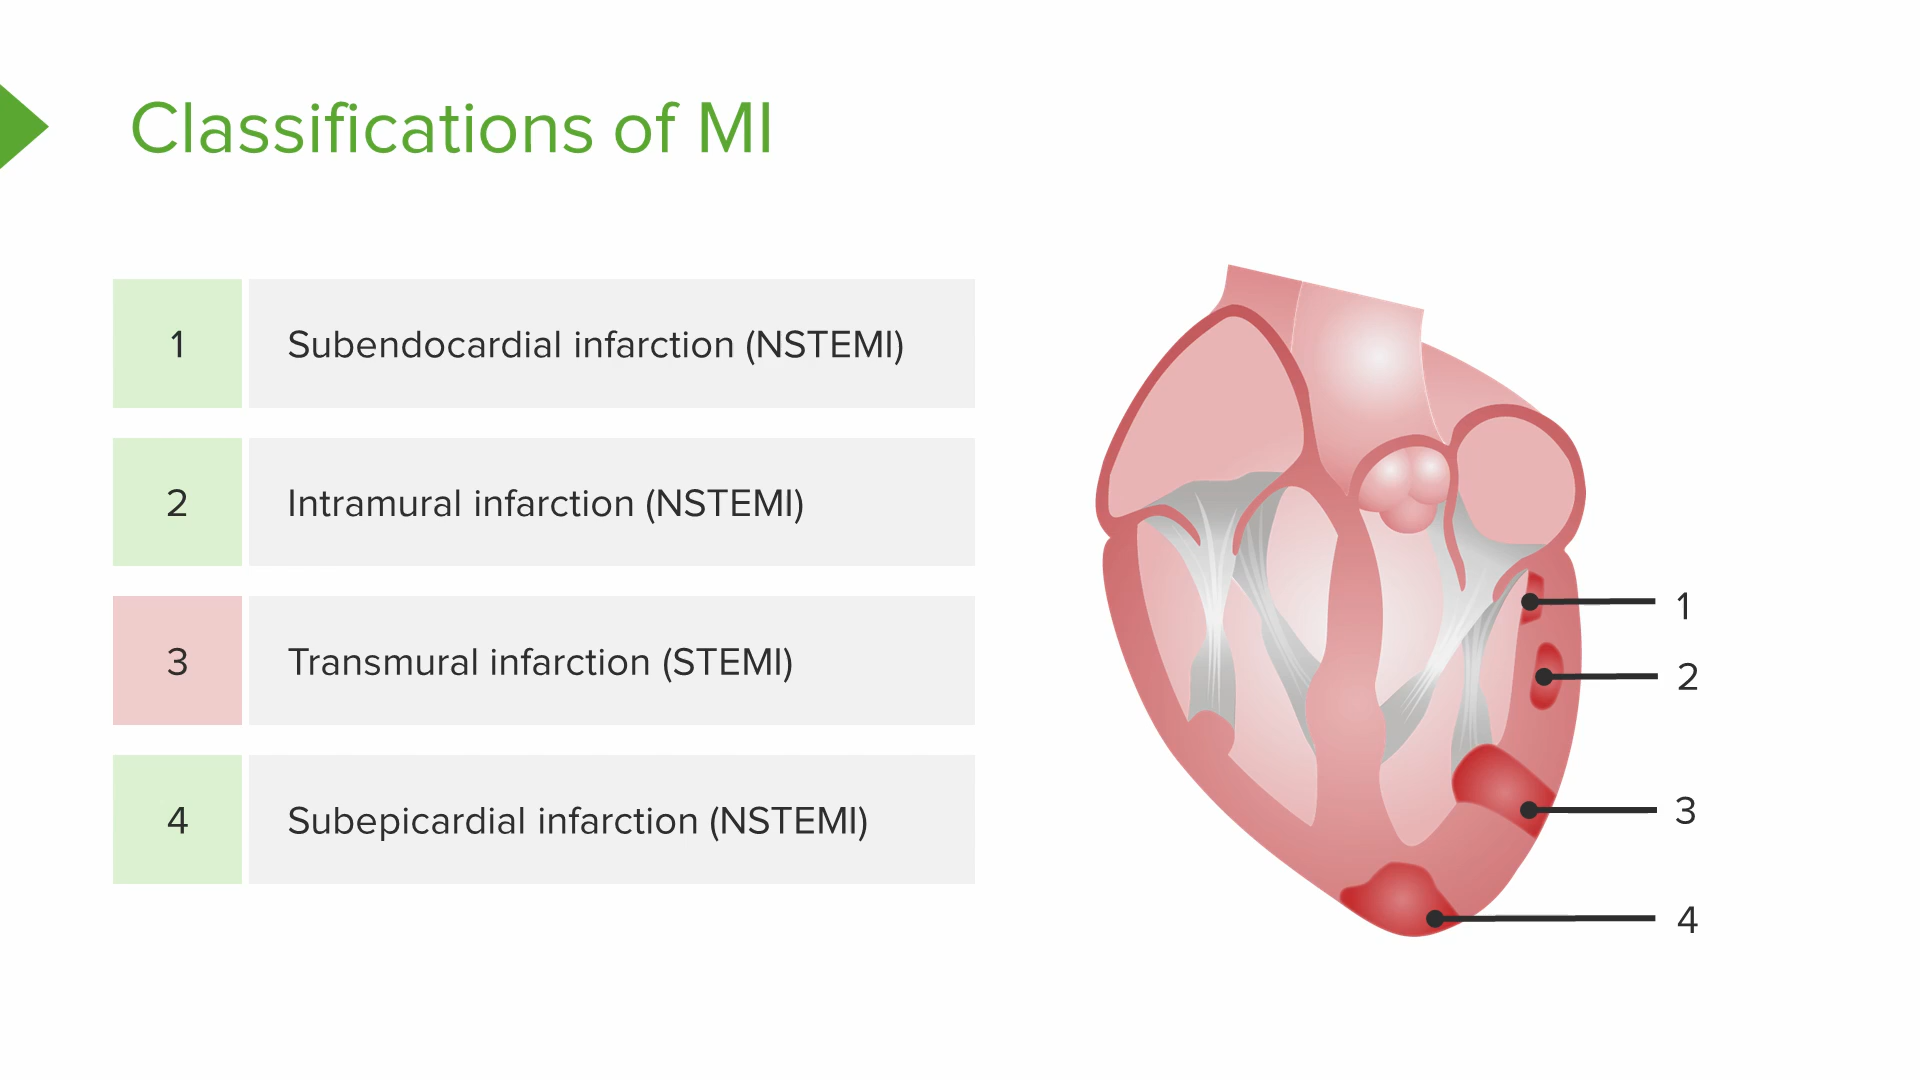 Classifications of MI
1 Subendocardial infarction (NSTEMI)
2 Intramural infarction (NSTEMI)
3 Transmural infarction (STEMI)
4 Subepicardial infarction (NSTEMI)
1
2
3
4